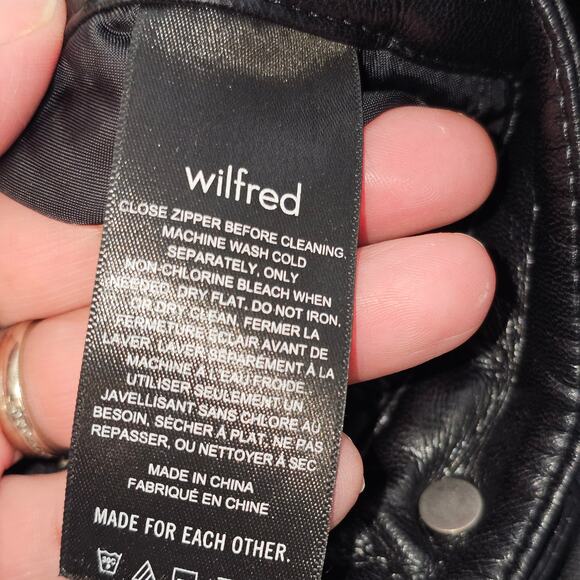 wilfred
CLOSE ZIPPER BEFORE CLEANING.
MACHINE WASH COLD
SEPARATELY, ONLY
NON-CHLORINE BLEACH WHEN
NEEDED, DRY FLAT. DO NOT IRON,
OR DRY CLEAN, FERMER LA
FERMETURE ÉCLAIR AVANT DE
LAVER, LAVER SÉPARÉMENT À LA
MACHINE À L'EAU FROIDE,
UTILISER SEULEMENT UN
JAVELLISANT SANS CHLORE AU
BESOIN, SÉCHER À PLAT. NE PAS
REPASSER, OU NETTOYER À SEC
MADE IN CHINA
FABRIQUÉ EN CHINE
MADE FOR EACH OTHER.